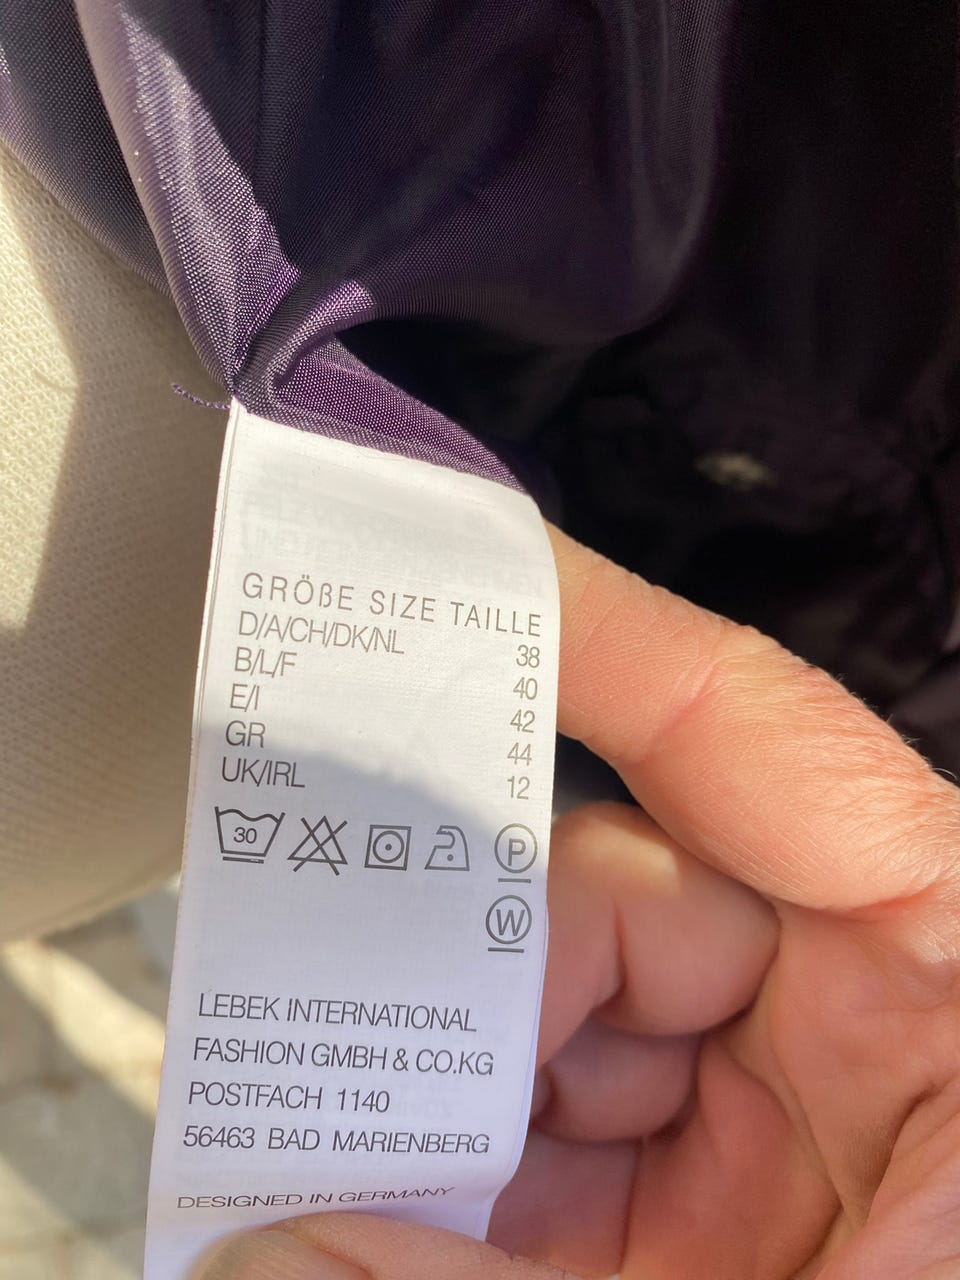 GRÖßE SIZE TAILLE
D/A/CH/DK/NL 38
B/L/F 40
E/I 42
GR 44
UK/IRL 12
30 P
W
LEBEK INTERNATIONAL
FASHION GMBH & CO.KG
POSTFACH 1140
56463 BAD MARIENBERG
DESIGNED IN GERMANY